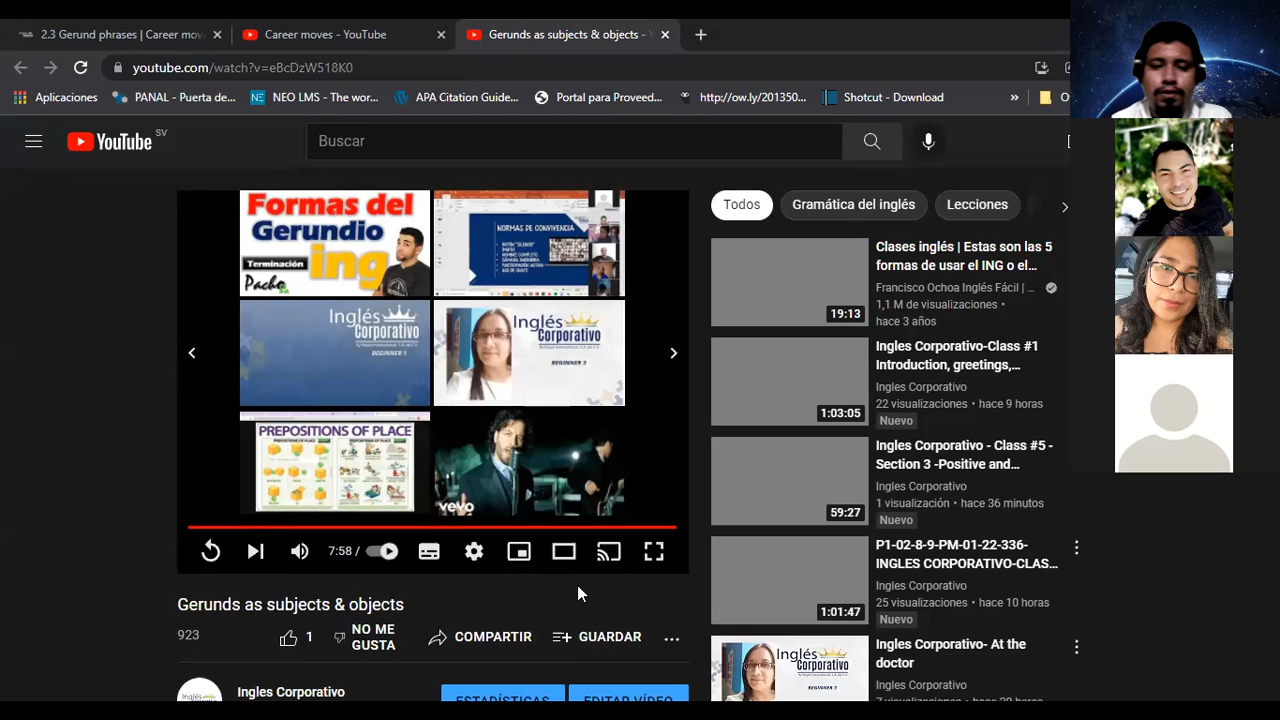 2.3 Gerund phrases | Career mov
Career moves - YouTube
Gerunds as subjects & objects -
youtube.com/watch?v=eBcDzW518K0
Aplicaciones
PANAL - Puerta de...
NEO LMS - The wor...
APA Citation Guide...
Portal para Proveed...
http://ow.ly/201350...
Shotcut - Download
»
YouTube
SV
Buscar
Formas del
Gerundio
Terminación
ing
Pacho
NORMAS DE CONVIVENCIA
Inglés
Corporativo
BEGINNER 1
Inglés
Corporativo
BEGINNER 3
PREPOSITIONS OF PLACE
vevo
7:58 /
Gerunds as subjects & objects
923
1
NO ME
GUSTA
COMPARTIR
GUARDAR
Ingles Corporativo
ESTADÍSTICAS
EDITAR VÍDEO
Todos
Gramática del inglés
Lecciones
19:13
Clases inglés | Estas son las 5
formas de usar el ING o el...
Francisco Ochoa Inglés Fácil | ...
1,1 M de visualizaciones •
hace 3 años
1:03:05
Ingles Corporativo-Class #1
Introduction, greetings,...
Ingles Corporativo
22 visualizaciones • hace 9 horas
Nuevo
59:27
Ingles Corporativo - Class #5 -
Section 3 -Positive and...
Ingles Corporativo
1 visualización • hace 36 minutos
Nuevo
1:01:47
P1-02-8-9-PM-01-22-336-
INGLES CORPORATIVO-CLAS...
Ingles Corporativo
25 visualizaciones • hace 10 horas
Nuevo
Inglés
Corporativo
BEGINNER 3
Ingles Corporativo- At the
doctor
Ingles Corporativo